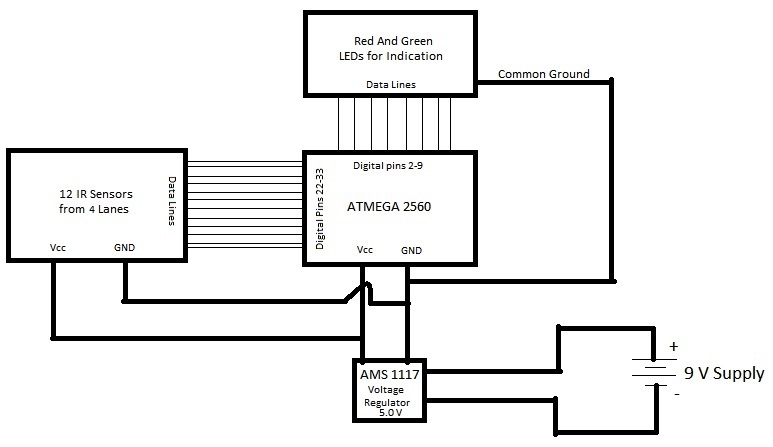 Red And Green
LEDs for Indication
Data Lines
Common Ground
12 IR Sensors
from 4 Lanes
Data Lines
Vcc
GND
Digital pins 2-9
Digital Pins 22-33
ATMEGA 2560
Vcc
GND
AMS 1117
Voltage
Regulator
5.0 V
+
9 V Supply
-